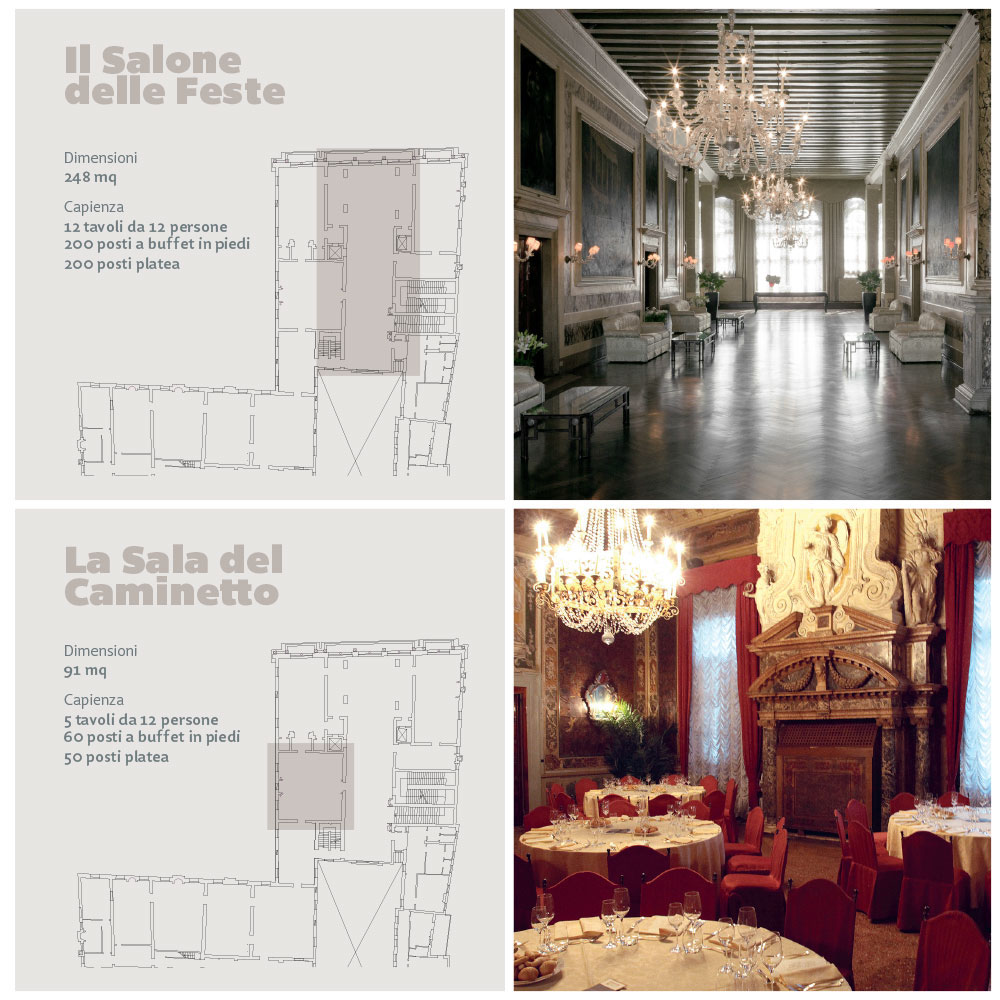 Il Salone
delle Feste
Dimensioni
248 mq
Capienza
12 tavoli da 12 persone
200 posti a buffet in piedi
200 posti platea
La Sala del
Caminetto
Dimensioni
91 mq
Capienza
5 tavoli da 12 persone
60 posti a buffet in piedi
50 posti platea